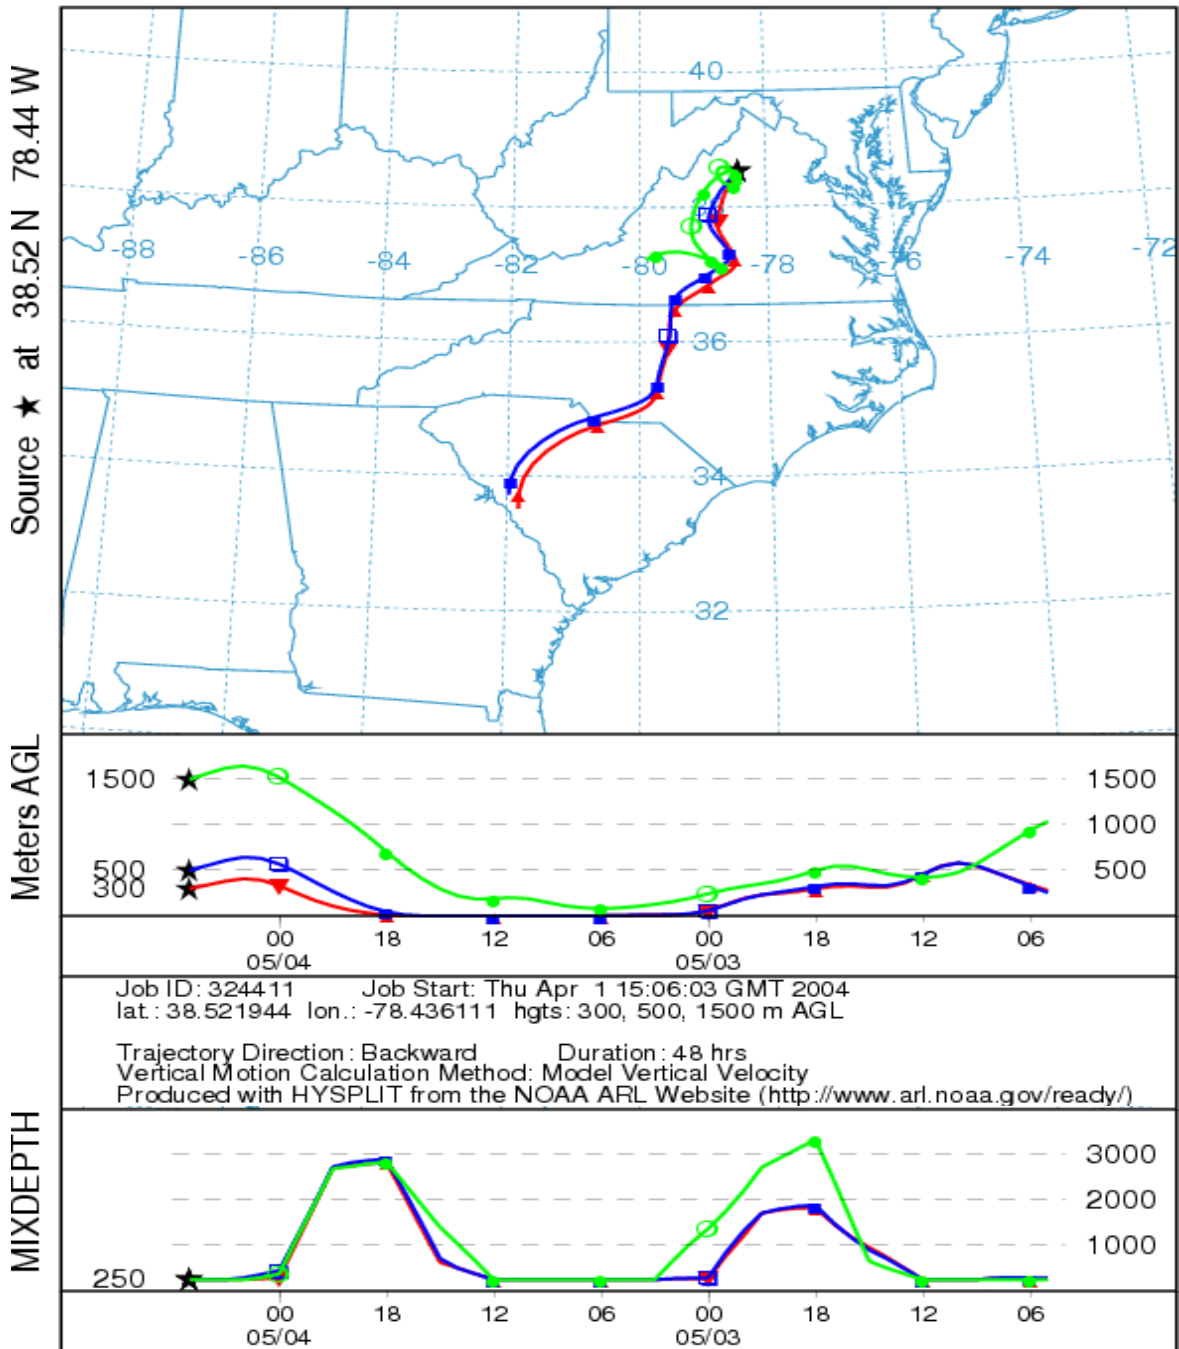 Source ★ at 38.52 N 78.44 W
40
-88
-86
-84
-82
-80
-78
-76
-74
-72
36
34
32
Meters AGL
1500
500
300
1500
1000
500
00 18 12 06 00 18 12 06
05/04 05/03
Job ID: 324411 Job Start: Thu Apr 1 15:06:03 GMT 2004
lat.: 38.521944 lon.: -78.436111 hgts: 300, 500, 1500 m AGL
Trajectory Direction: Backward Duration: 48 hrs
Vertical Motion Calculation Method: Model Vertical Velocity
Produced with HYSPLIT from the NOAA ARL Website (http://www.arl.noaa.gov/ready/)
MIXDEPTH
250
3000
2000
1000
00 18 12 06 00 18 12 06
05/04 05/03